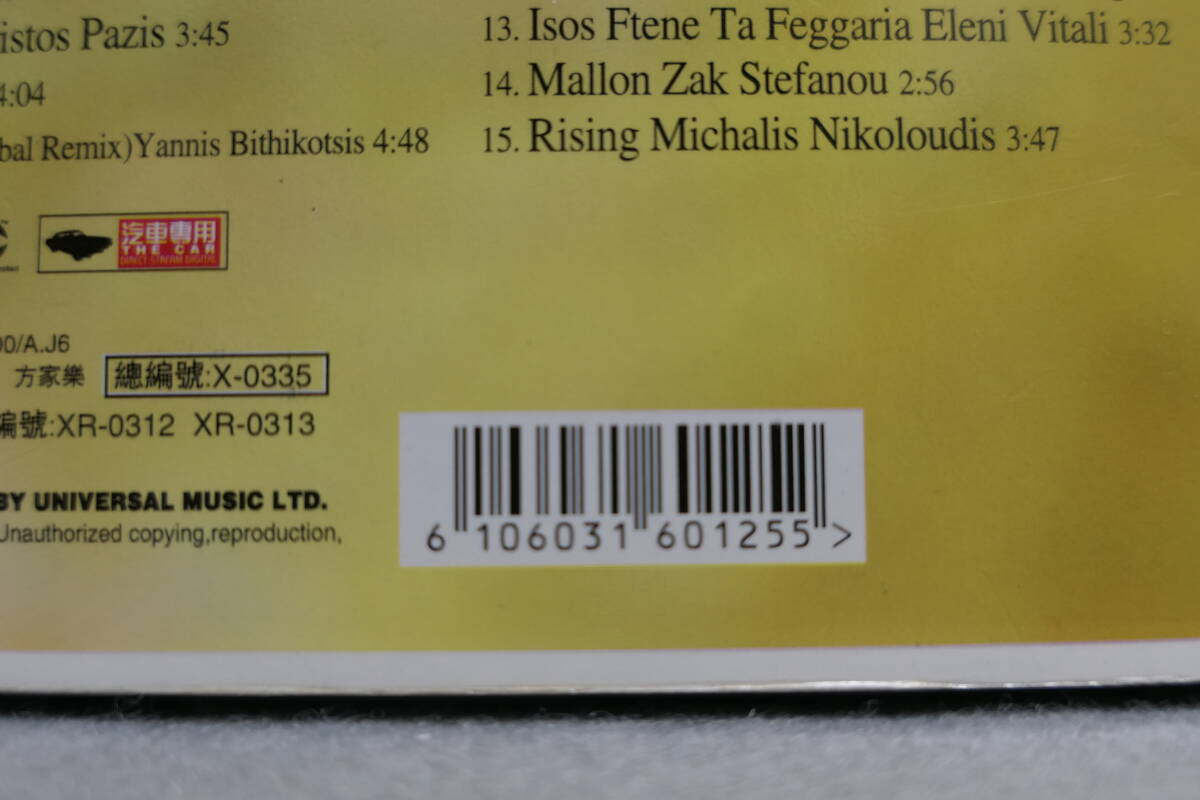 istos Pazis 3:45
4:04
bal Remix)Yannis Bithikotsis 4:48
13. Isos Ftene Ta Feggaria Eleni Vitali 3:32
14. Mallon Zak Stefanou 2:56
15. Rising Michalis Nikoloudis 3:47
汽車專用
THE CAR
DIRECT STREAM DIGITAL
00/A.J6
方家樂 總編號:X-0335
編號:XR-0312 XR-0313
BY UNIVERSAL MUSIC LTD.
Unauthorized copying,reproduction,
6 106031 601255 >